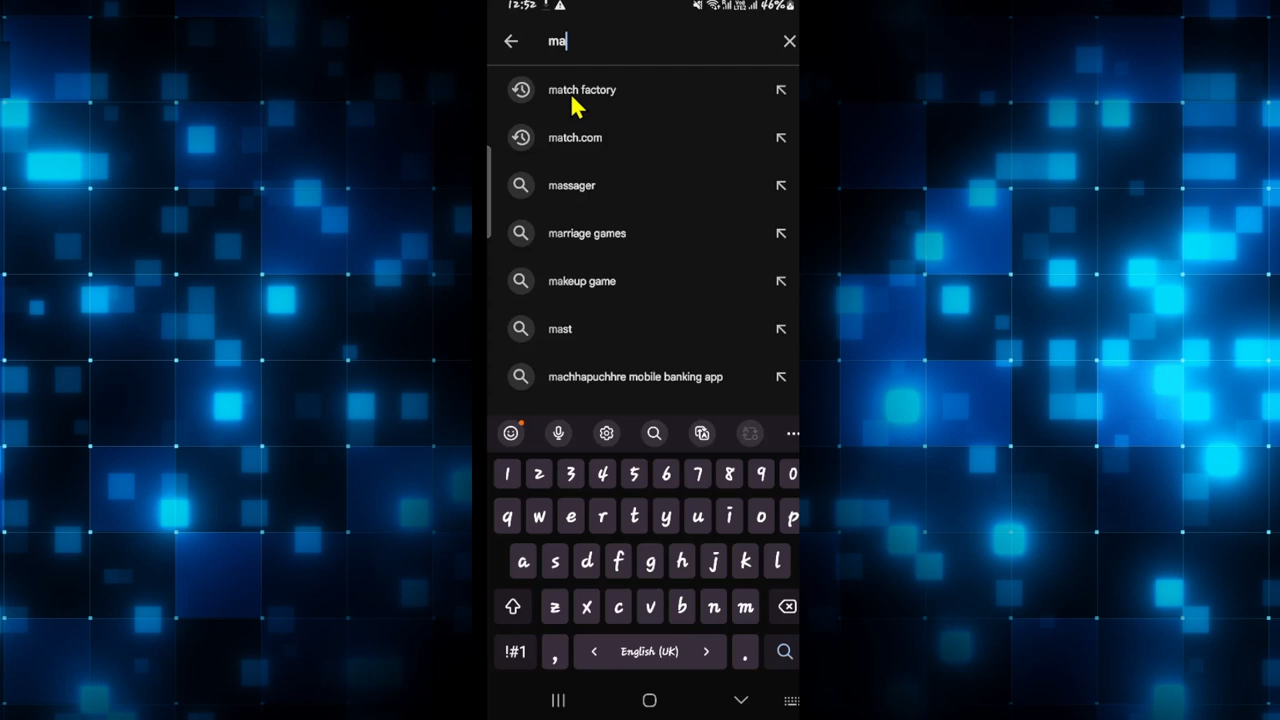 12:52 46%
ma
match factory
match.com
massager
marriage games
makeup game
mast
machhapuchhre mobile banking app
1 2 3 4 5 6 7 8 9 0
q w e r t y u i o p
a s d f g h j k l
z x c v b n m
!#1 , < English (UK) > .